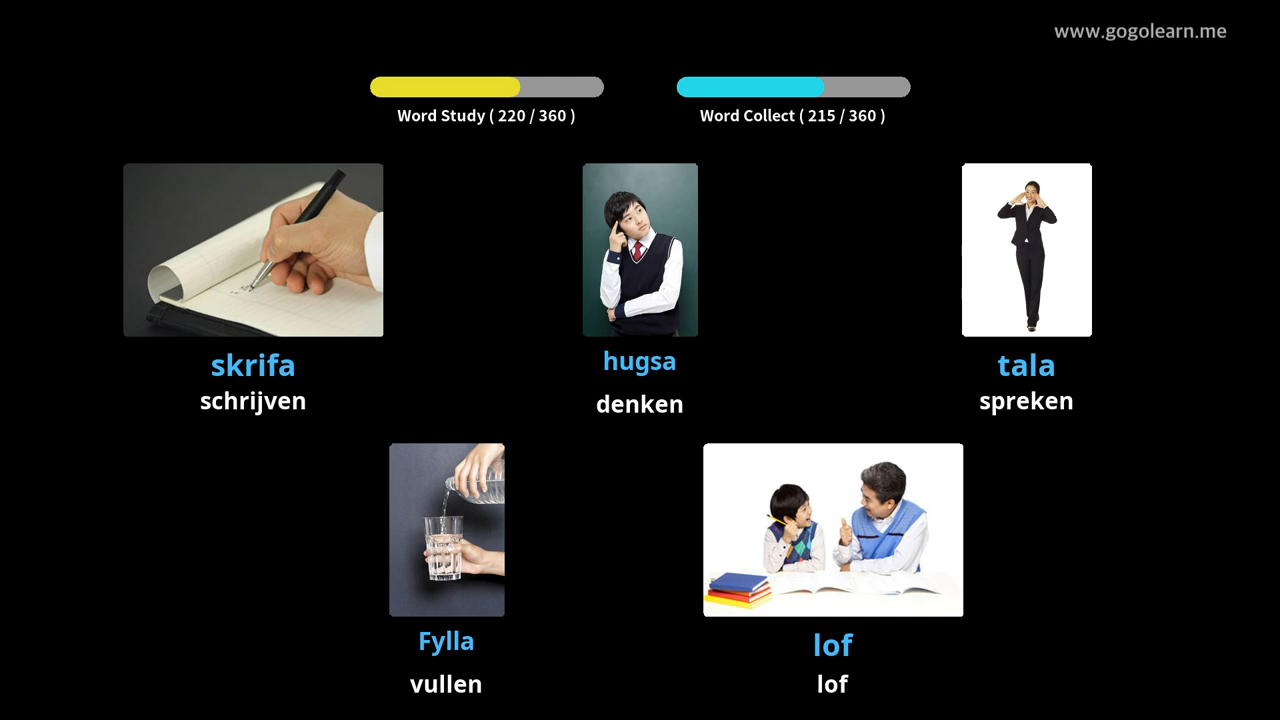 www.gogolearn.me
Word Study ( 220 / 360 )
Word Collect ( 215 / 360 )
skrifa
schrijven
hugsa
denken
tala
spreken
Fylla
vullen
lof
lof